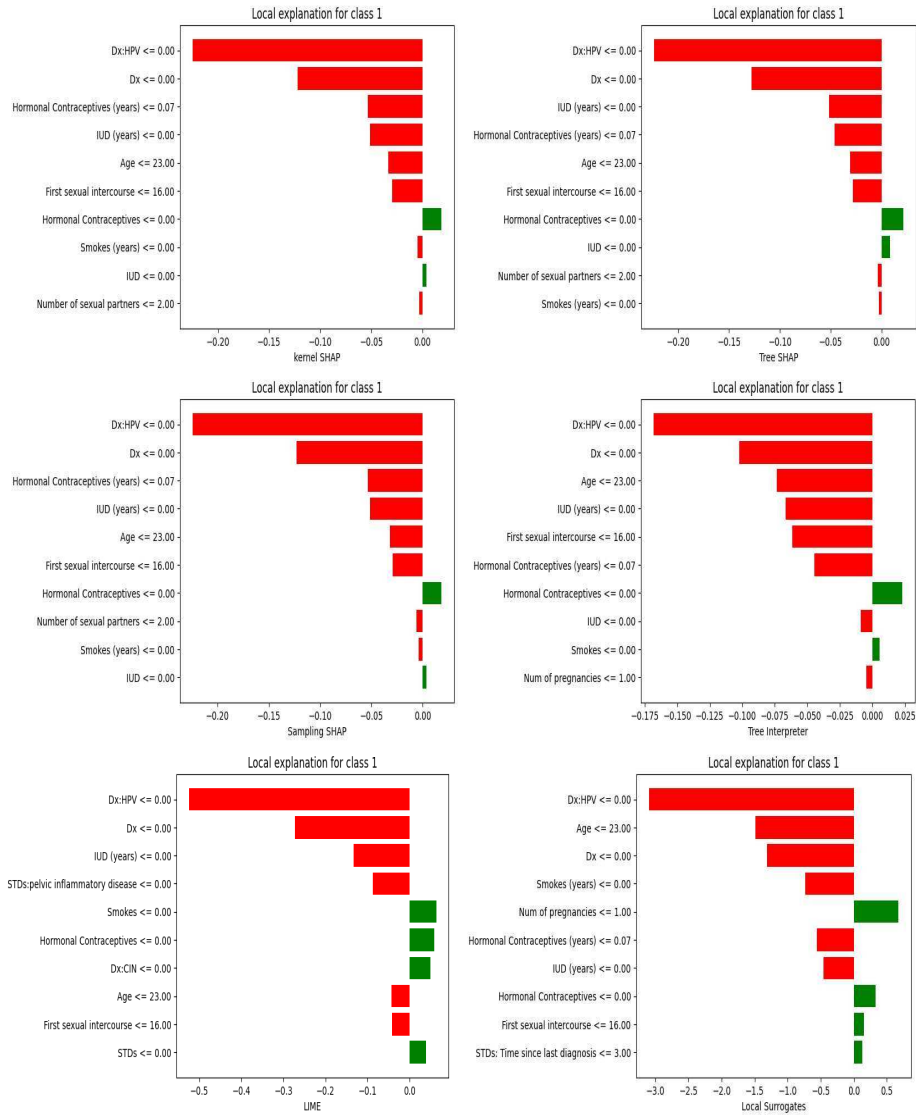 Local explanation for class 1
Dx:HPV <= 0.00
Dx <= 0.00
Hormonal Contraceptives (years) <= 0.07
IUD (years) <= 0.00
Age <= 23.00
First sexual intercourse <= 16.00
Hormonal Contraceptives <= 0.00
Smokes (years) <= 0.00
IUD <= 0.00
Number of sexual partners <= 2.00
−0.20 −0.15 −0.10 −0.05 0.00
kernel SHAP
Local explanation for class 1
Dx:HPV <= 0.00
Dx <= 0.00
IUD (years) <= 0.00
Hormonal Contraceptives (years) <= 0.07
Age <= 23.00
First sexual intercourse <= 16.00
Hormonal Contraceptives <= 0.00
IUD <= 0.00
Number of sexual partners <= 2.00
Smokes (years) <= 0.00
−0.20 −0.15 −0.10 −0.05 0.00
Tree SHAP
Local explanation for class 1
Dx:HPV <= 0.00
Dx <= 0.00
Hormonal Contraceptives (years) <= 0.07
IUD (years) <= 0.00
Age <= 23.00
First sexual intercourse <= 16.00
Hormonal Contraceptives <= 0.00
Number of sexual partners <= 2.00
Smokes (years) <= 0.00
IUD <= 0.00
−0.20 −0.15 −0.10 −0.05 0.00
Sampling SHAP
Local explanation for class 1
Dx:HPV <= 0.00
Dx <= 0.00
Age <= 23.00
IUD (years) <= 0.00
First sexual intercourse <= 16.00
Hormonal Contraceptives (years) <= 0.07
Hormonal Contraceptives <= 0.00
IUD <= 0.00
Smokes <= 0.00
Num of pregnancies <= 1.00
−0.175 −0.150 −0.125 −0.100 −0.075 −0.050 −0.025 0.000 0.025
Tree Interpreter
Local explanation for class 1
Dx:HPV <= 0.00
Dx <= 0.00
IUD (years) <= 0.00
STDs:pelvic inflammatory disease <= 0.00
Smokes <= 0.00
Hormonal Contraceptives <= 0.00
Dx:CIN <= 0.00
Age <= 23.00
First sexual intercourse <= 16.00
STDs <= 0.00
−0.5 −0.4 −0.3 −0.2 −0.1 0.0
LIME
Local explanation for class 1
Dx:HPV <= 0.00
Age <= 23.00
Dx <= 0.00
Smokes (years) <= 0.00
Num of pregnancies <= 1.00
Hormonal Contraceptives (years) <= 0.07
IUD (years) <= 0.00
Hormonal Contraceptives <= 0.00
First sexual intercourse <= 16.00
STDs: Time since last diagnosis <= 3.00
−3.0 −2.5 −2.0 −1.5 −1.0 −0.5 0.0 0.5
Local Surrogates